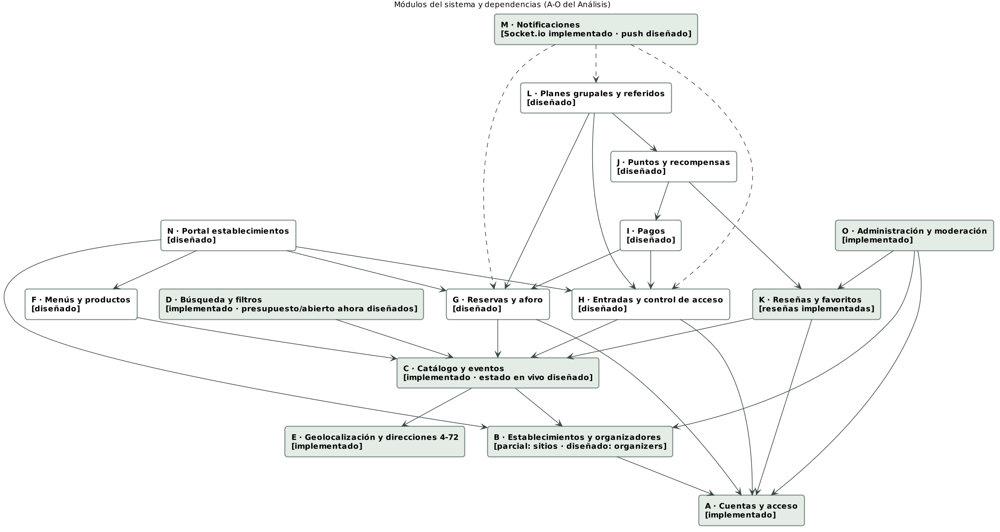 Módulos del sistema y dependencias (A-O del Análisis)
M · Notificaciones
[Socket.io implementado · push diseñado]
L · Planes grupales y referidos
[diseñado]
J · Puntos y recompensas
[diseñado]
N · Portal establecimientos
[diseñado]
I · Pagos
[diseñado]
O · Administración y moderación
[implementado]
F · Menús y productos
[diseñado]
D · Búsqueda y filtros
[implementado · presupuesto/abierto ahora diseñados]
G · Reservas y aforo
[diseñado]
H · Entradas y control de acceso
[diseñado]
K · Reseñas y favoritos
[reseñas implementadas]
C · Catálogo y eventos
[implementado · estado en vivo diseñado]
E · Geolocalización y direcciones 4-72
[implementado]
B · Establecimientos y organizadores
[parcial: sitios · diseñado: organizers]
A · Cuentas y acceso
[implementado]